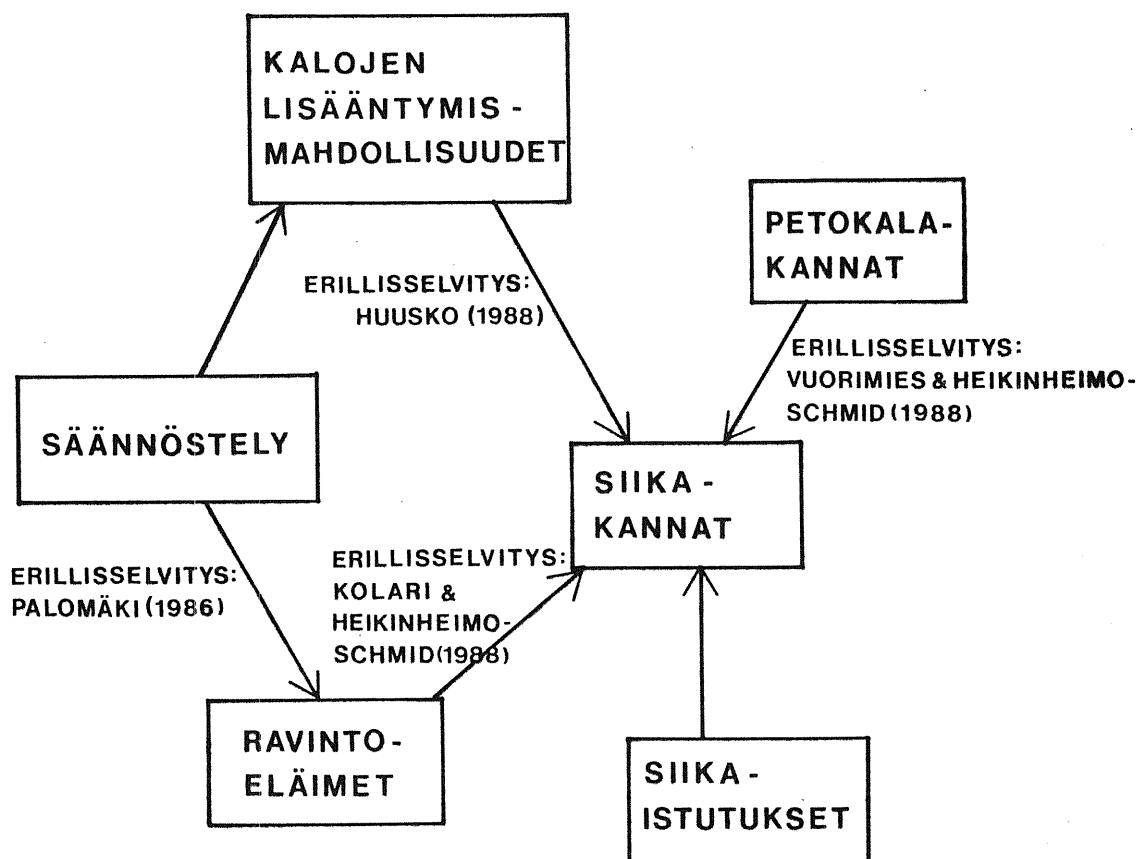 KALOJEN
LISÄÄNTYMIS-
MAHDOLLISUUDET
PETOKALA-
KANNAT
ERILLISSELVITYS:
HUUSKO (1988)
ERILLISSELVITYS:
VUORIMIES & HEIKINHEIMO-
SCHMID (1988)
SÄÄNNÖSTELY
SIIKA-
KANNAT
ERILLISSELVITYS:
PALOMÄKI (1986)
ERILLISSELVITYS:
KOLARI &
HEIKINHEIMO-
SCHMID (1988)
RAVINTO-
ELÄIMET
SIIKA-
ISTUTUKSET